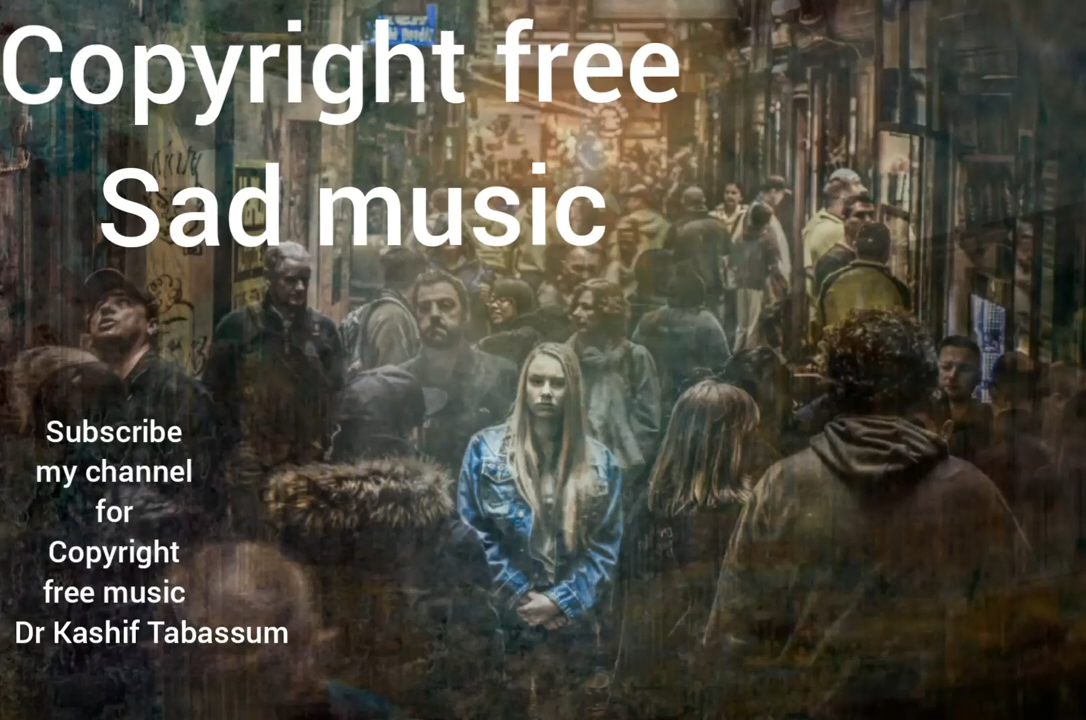 Copyright free
Sad music
Subscribe
my channel
for
Copyright
free music
Dr Kashif Tabassum